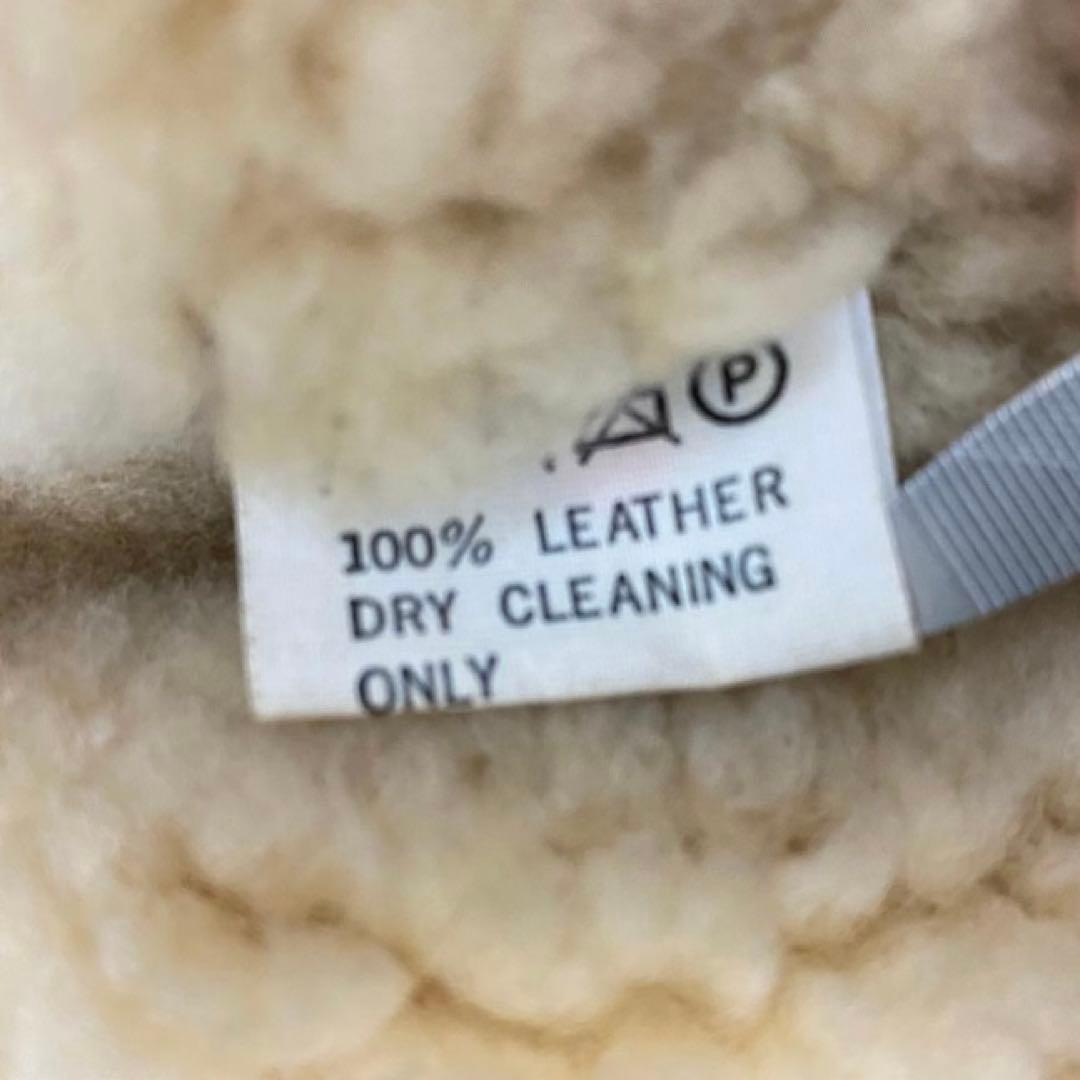 P
100% LEATHER
DRY CLEANING
ONLY